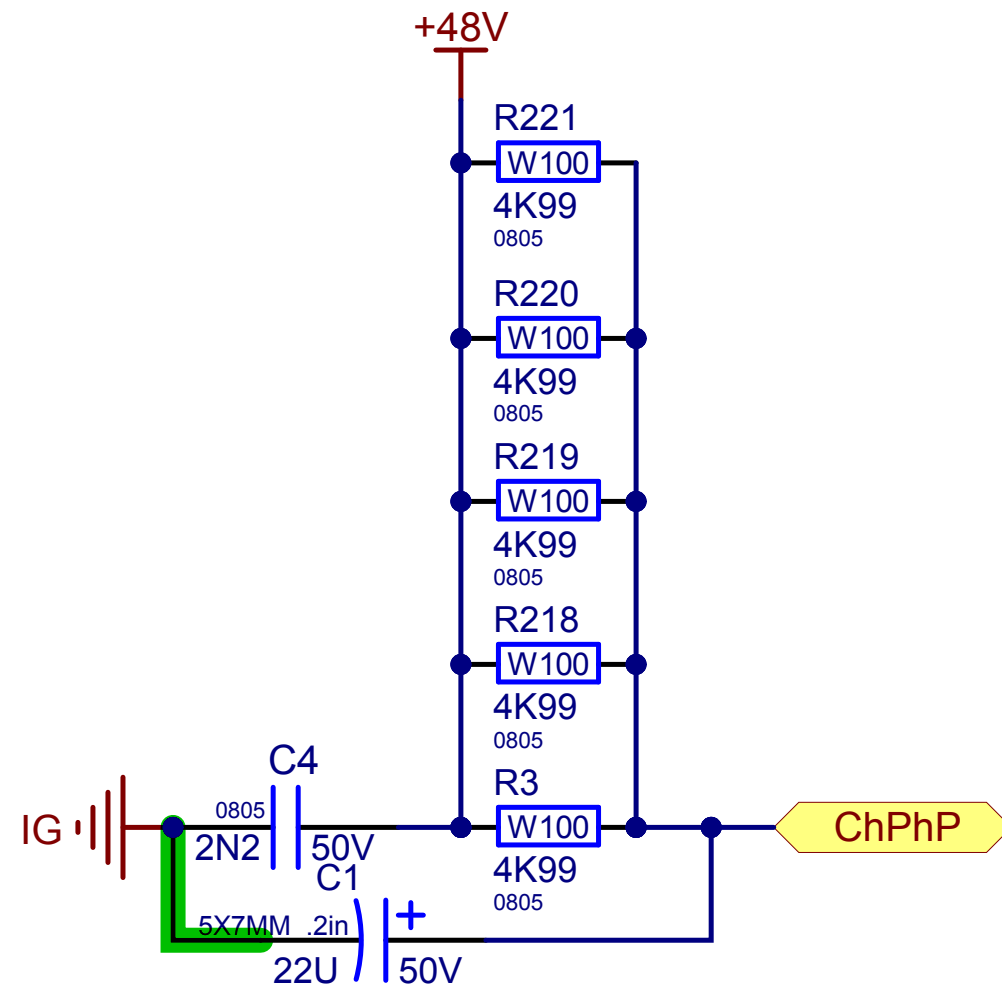 +48V
R221
W100
4K99
0805
R220
W100
4K99
0805
R219
W100
4K99
0805
R218
W100
4K99
0805
C4
R3
IG
0805
W100
ChPhP
2N2
50V
4K99
C1
0805
5X7MM .2in
+
22U
50V